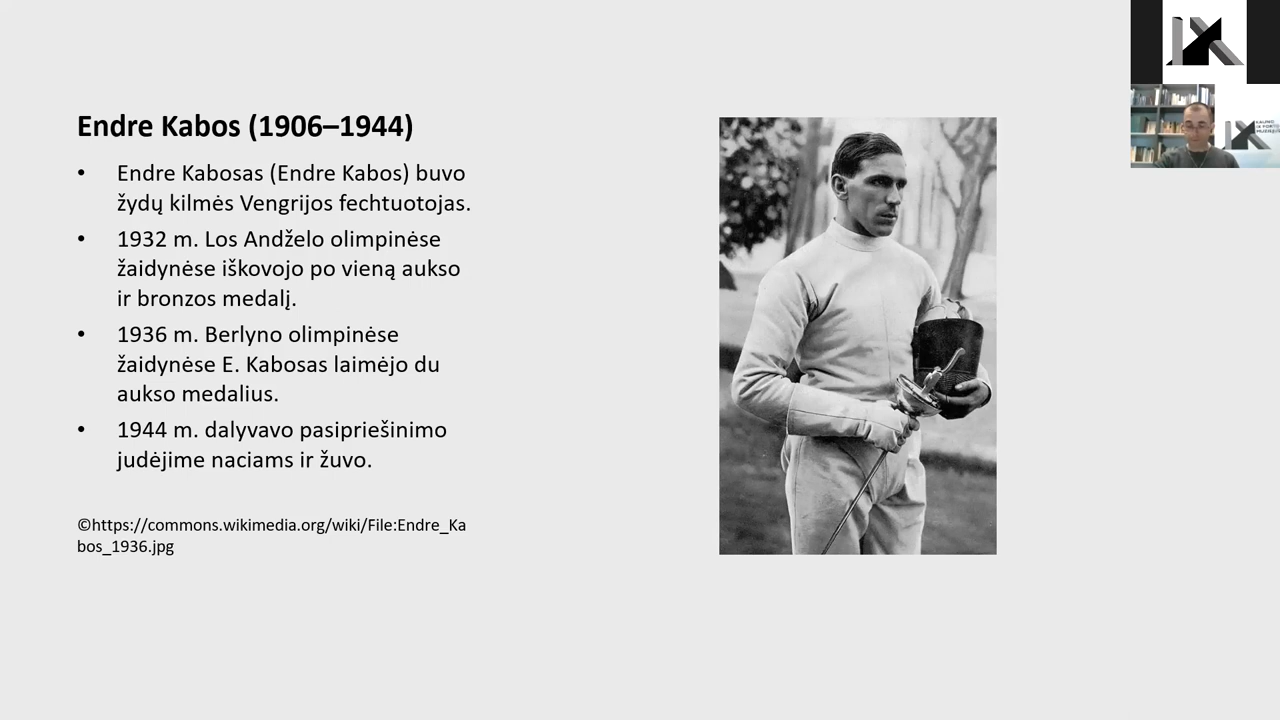 Endre Kabos (1906–1944)
• Endre Kabosas (Endre Kabos) buvo
žydų kilmės Vengrijos fechtuotojas.
• 1932 m. Los Andželo olimpinėse
žaidynėse iškovojo po vieną aukso
ir bronzos medalį.
• 1936 m. Berlyno olimpinėse
žaidynėse E. Kabosas laimėjo du
aukso medalius.
• 1944 m. dalyvavo pasipriešinimo
judėjime naciams ir žuvo.
©https://commons.wikimedia.org/wiki/File:Endre_Ka
bos_1936.jpg